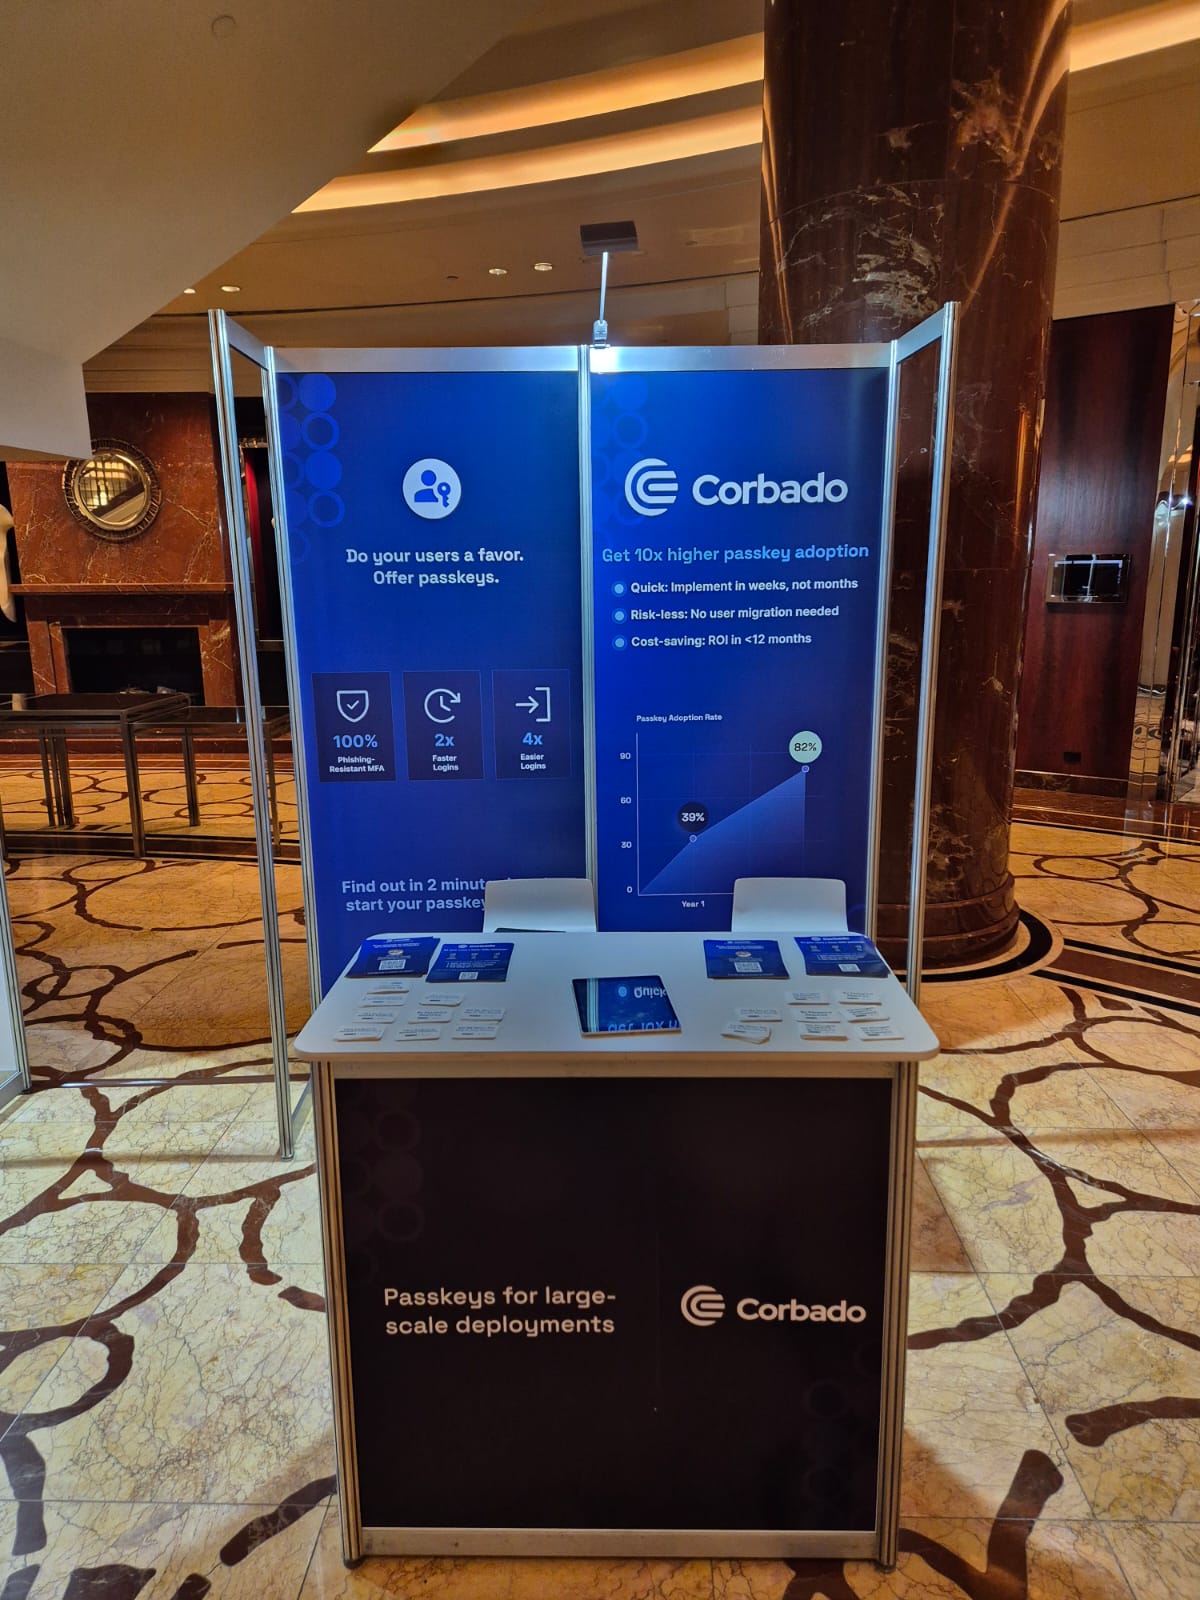 Do your users a favor.
Offer passkeys.
100%
Phishing-
Resistant MFA
2x
Faster
Logins
4x
Easier
Logins
Find out in 2
start your
Corbado
Get 10x higher passkey adoption
Quick: Implement in weeks, not months
Risk-less: No user migration needed
Cost-saving: ROI in <12 months
Passkey Adoption Rate
90
60
30
0
39%
82%
Year 1
Corbado
Quick
Passkeys for large-
scale deployments
Corbado